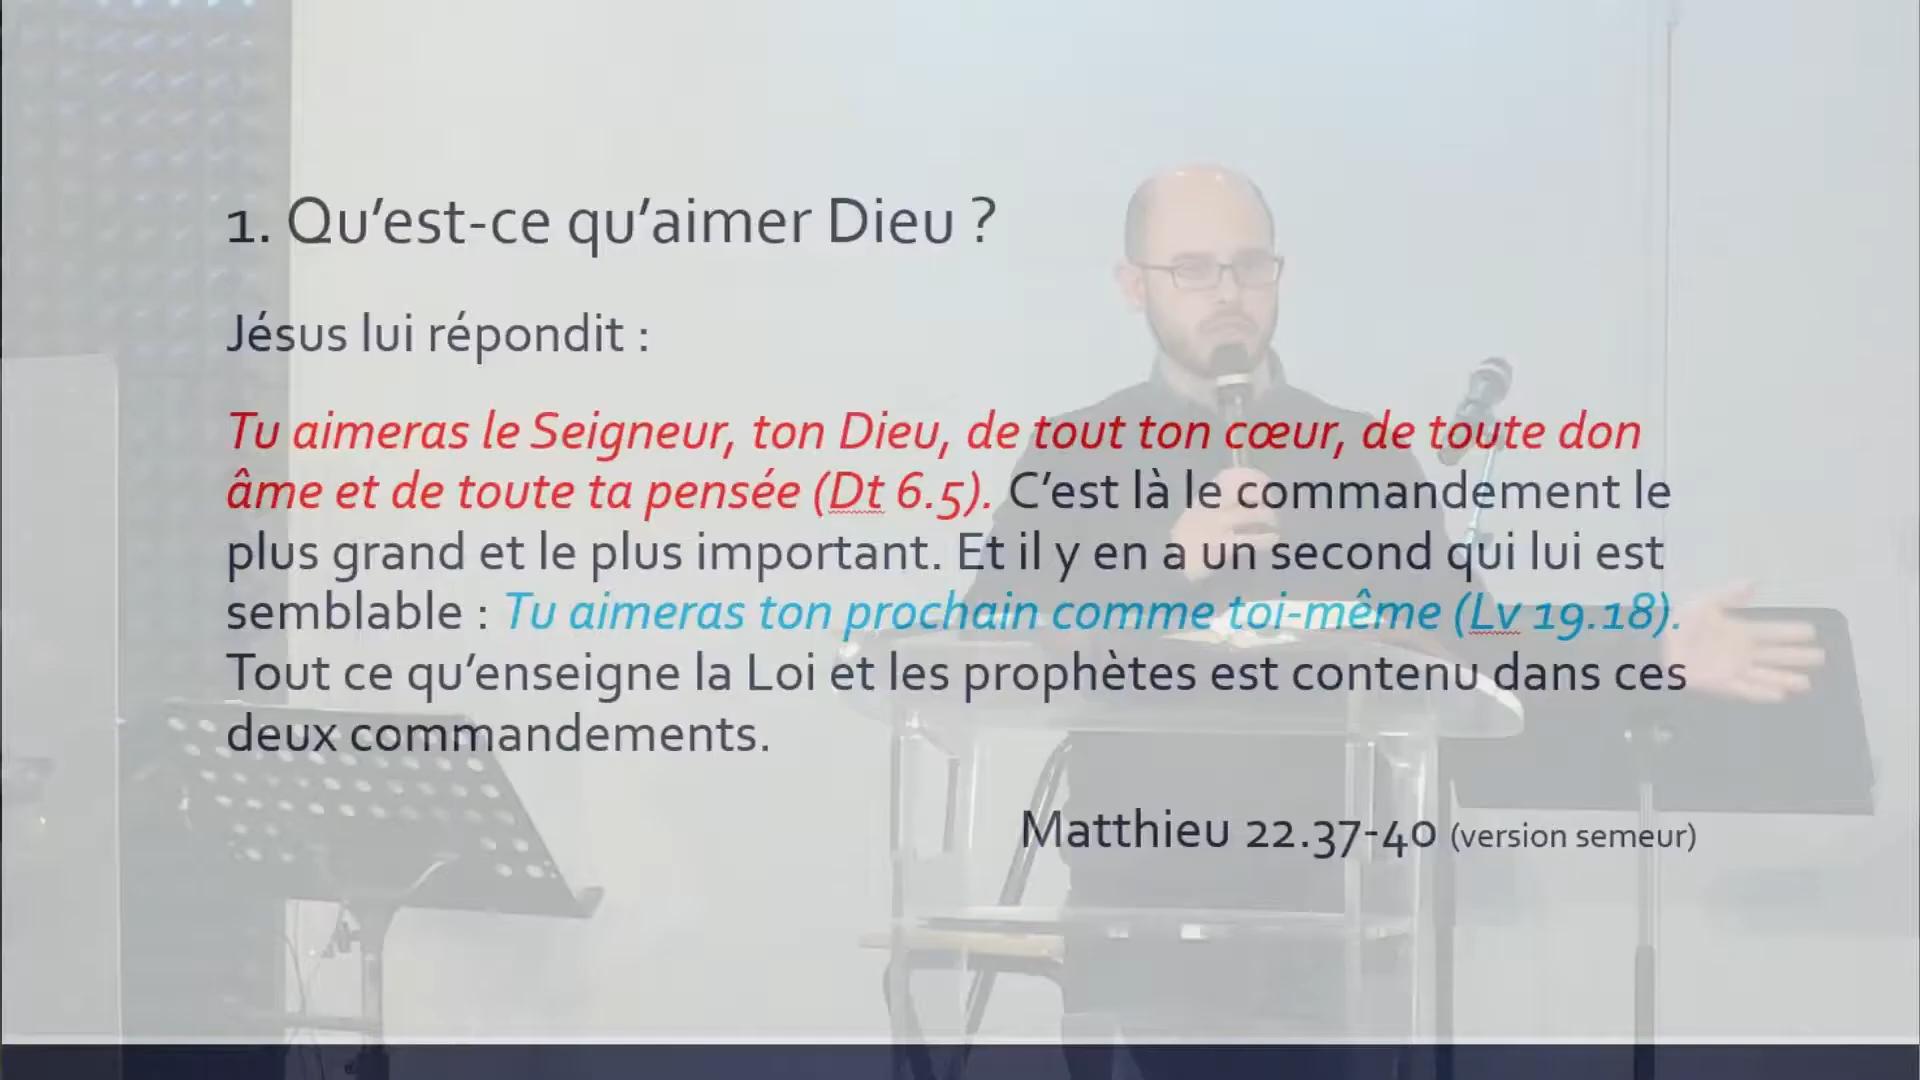 1. Qu’est-ce qu’aimer Dieu ?
Jésus lui répondit :
Tu aimeras le Seigneur, ton Dieu, de tout ton cœur, de toute don
âme et de toute ta pensée (Dt 6.5). C’est là le commandement le
plus grand et le plus important. Et il y en a un second qui lui est
semblable : Tu aimeras ton prochain comme toi-même (Lv 19.18).
Tout ce qu’enseigne la Loi et les prophètes est contenu dans ces
deux commandements.
Matthieu 22.37-40 (version semeur)